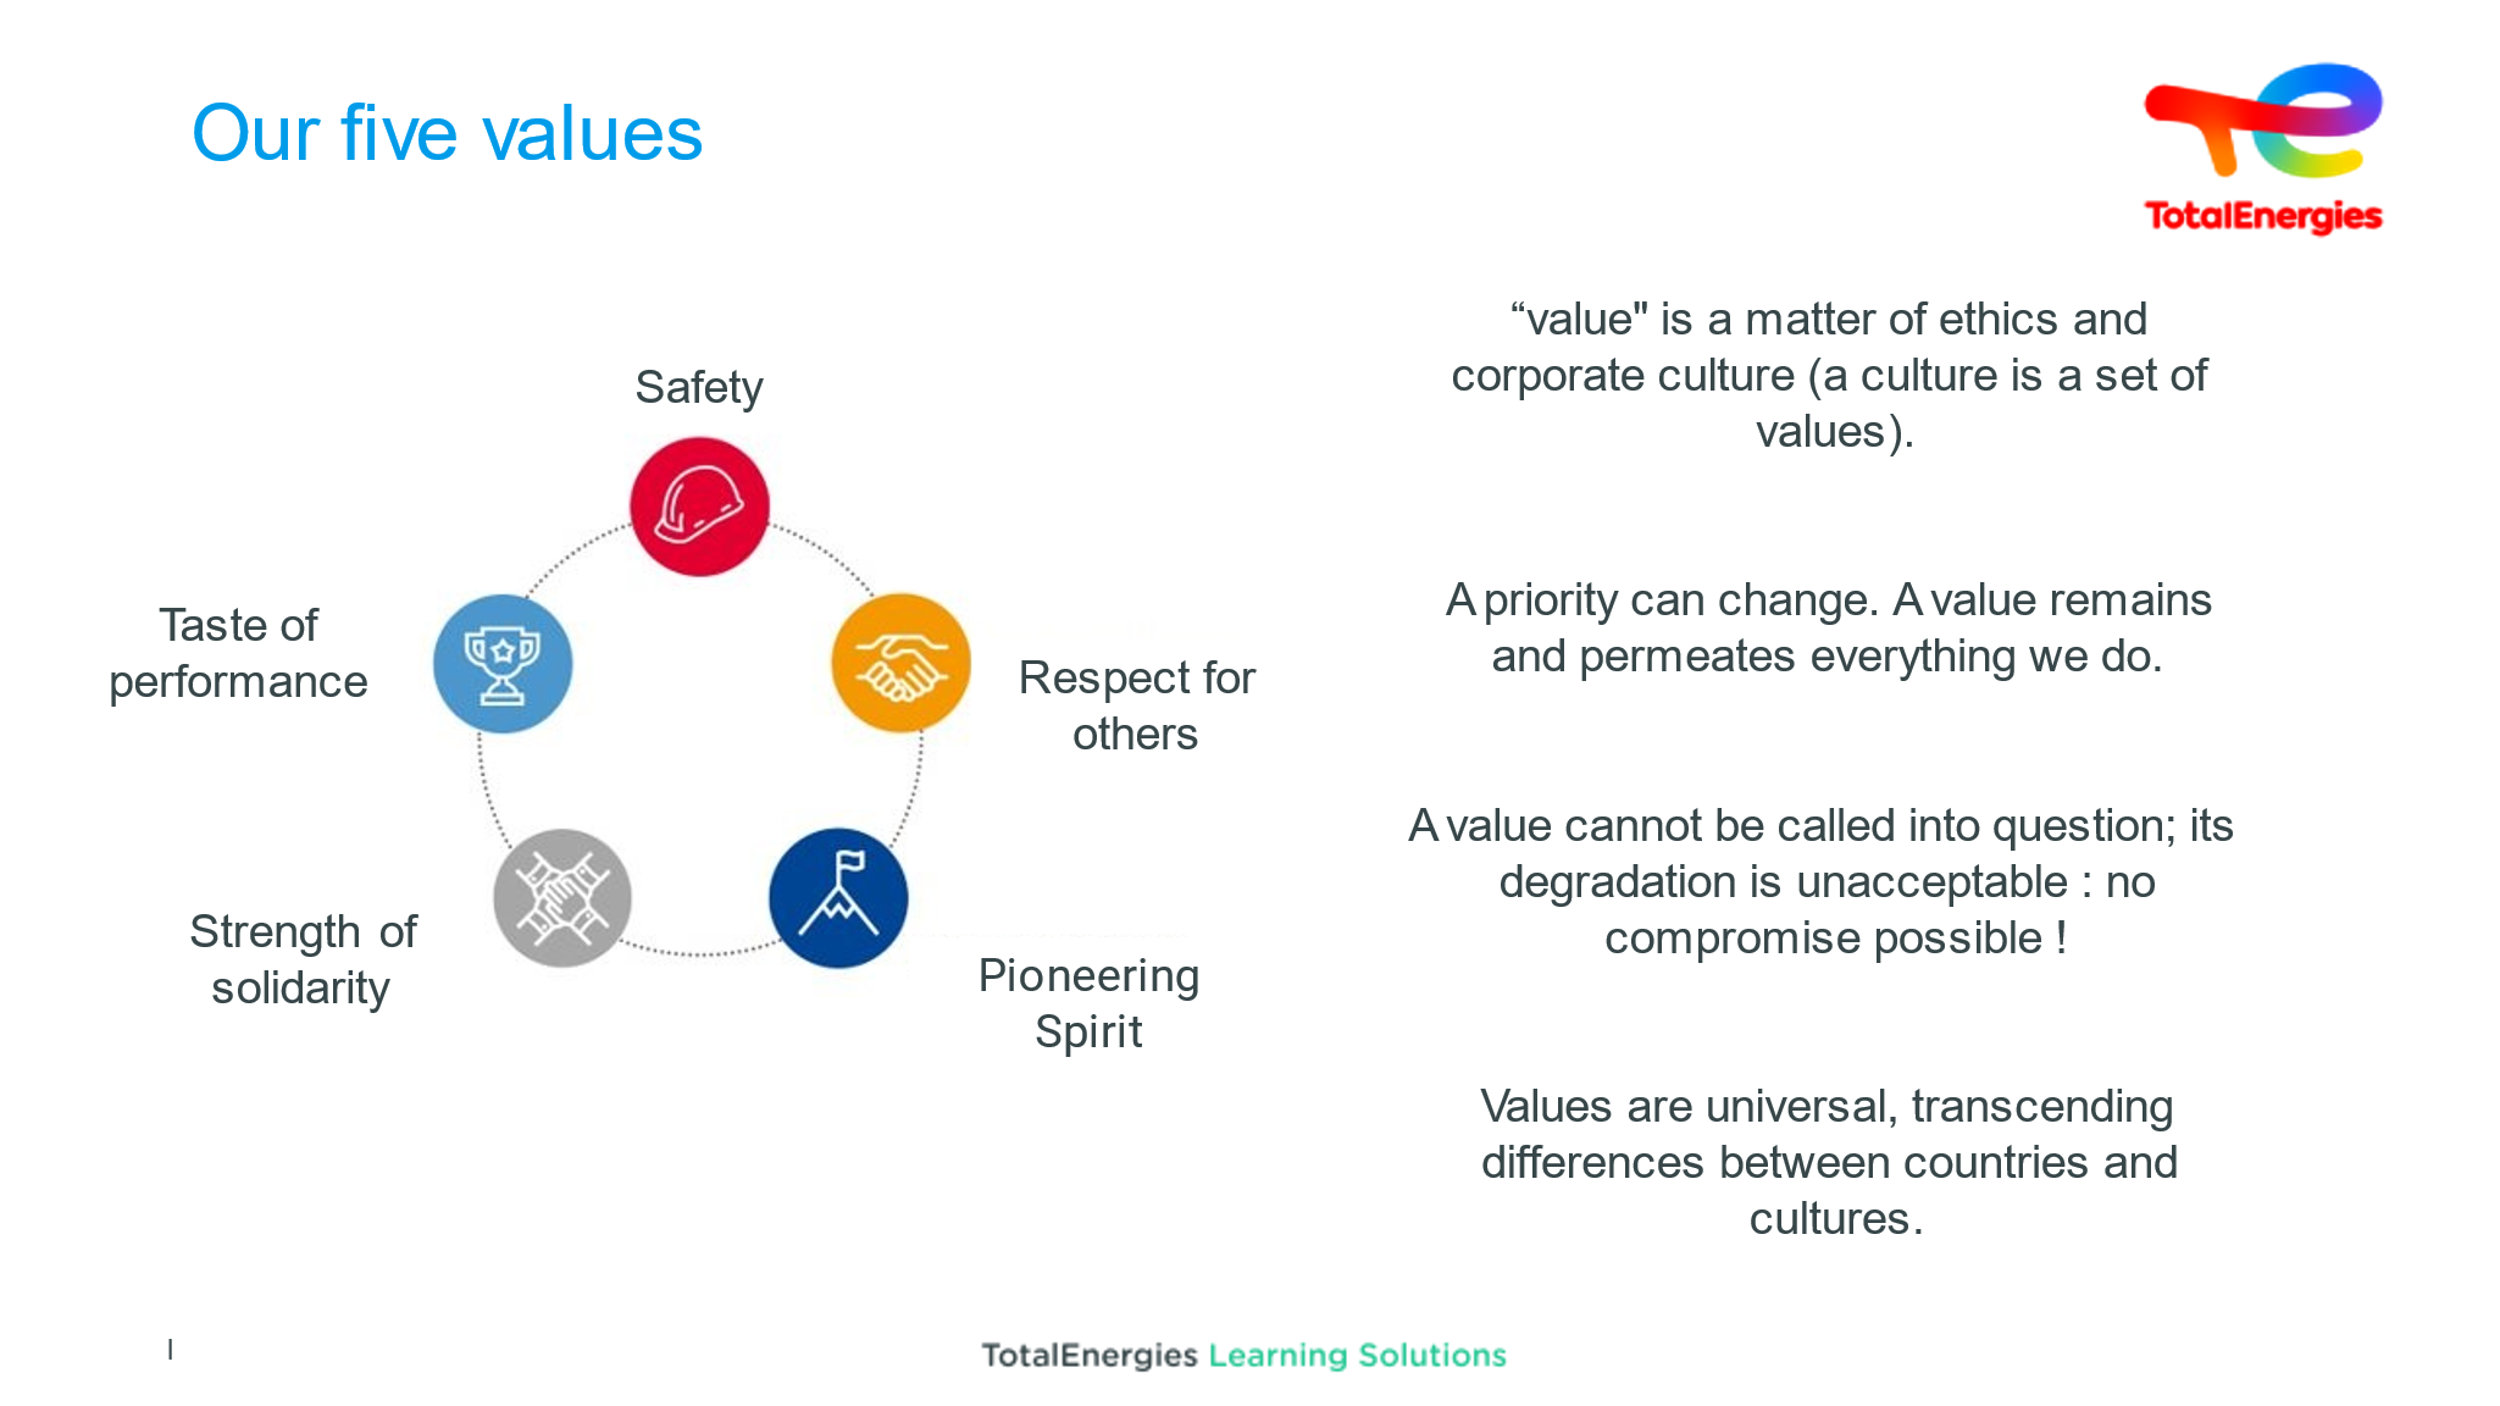 Our five values
TotalEnergies
Safety
Taste of
performance
Respect for
others
Strength of
solidarity
Pioneering
Spirit
“value" is a matter of ethics and
corporate culture (a culture is a set of
values).
A priority can change. A value remains
and permeates everything we do.
A value cannot be called into question; its
degradation is unacceptable : no
compromise possible !
Values are universal, transcending
differences between countries and
cultures.
|
TotalEnergies Learning Solutions